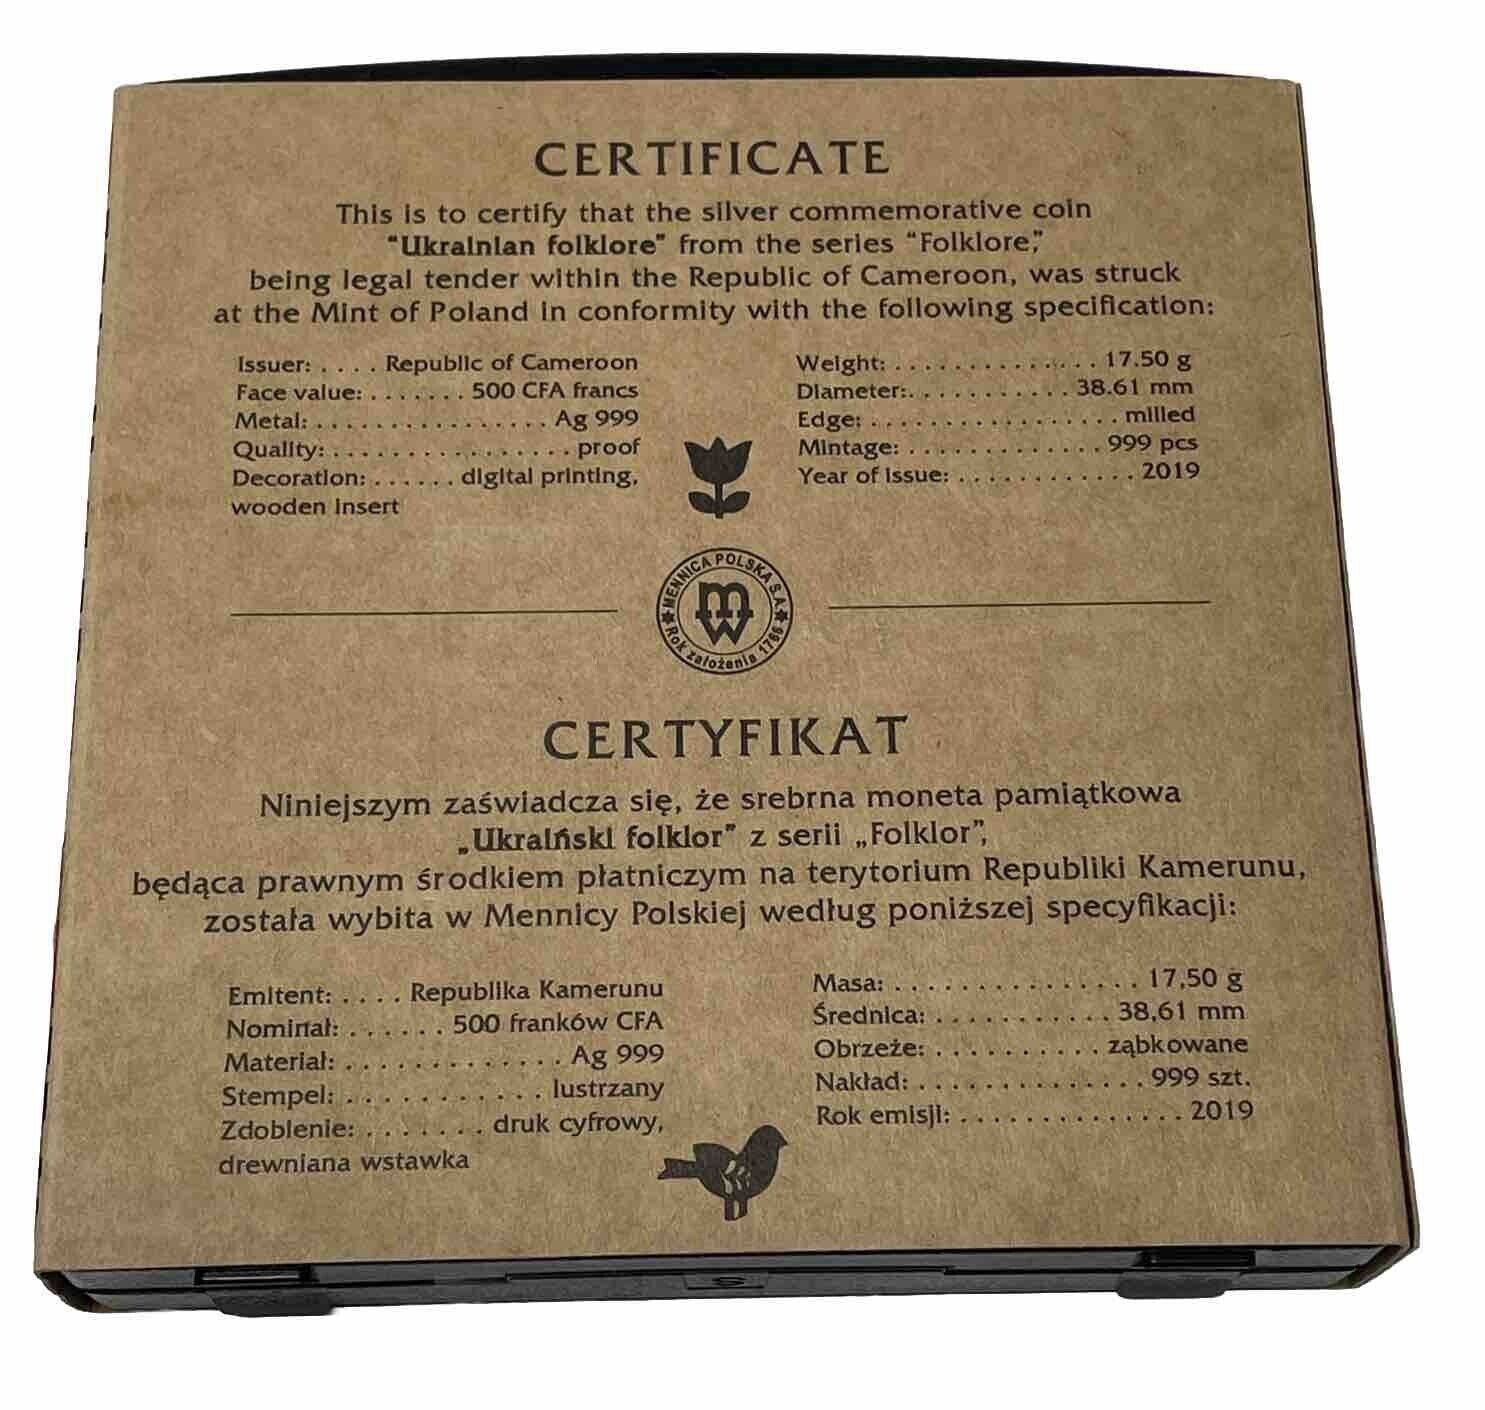 CERTIFICATE
This is to certify that the silver commemorative coin
"Ukrainian folklore" from the series "Folklore,"
being legal tender within the Republic of Cameroon, was struck
at the Mint of Poland in conformity with the following specification:
Issuer: . . . . Republic of Cameroon
Face value: . . . . . . . 500 CFA francs
Metal: . . . . . . . . . . . . . . . . Ag 999
Quality: . . . . . . . . . . . . . . . . proof
Decoration: . . . . . . digital printing,
wooden insert
Weight: . . . . . . . . . . . . . . 17.50 g
Diameter: . . . . . . . . . . . 38.61 mm
Edge: . . . . . . . . . . . . . . . . . milled
Mintage: . . . . . . . . . . . . . 999 pcs
Year of issue: . . . . . . . . . . . . 2019
MENNICA POLSKA S.A.
MW
Rok założenia 1766
CERTYFIKAT
Niniejszym zaświadcza się, że srebrna moneta pamiątkowa
„Ukraiński folklor” z serii „Folklor”,
będąca prawnym środkiem płatniczym na terytorium Republiki Kamerunu,
została wybita w Mennicy Polskiej według poniższej specyfikacji:
Emitent: . . . . Republika Kamerunu
Nominał: . . . . . . 500 franków CFA
Materiał: . . . . . . . . . . . . . Ag 999
Stempel: . . . . . . . . . . . lustrzany
Zdobienie: . . . . . . . druk cyfrowy,
drewniana wstawka
Masa: . . . . . . . . . . . . . . . 17,50 g
Średnica: . . . . . . . . . . . 38,61 mm
Obrzeże: . . . . . . . . . . ząbkowane
Nakład: . . . . . . . . . . . . . . 999 szt.
Rok emisji: . . . . . . . . . . . . . . 2019